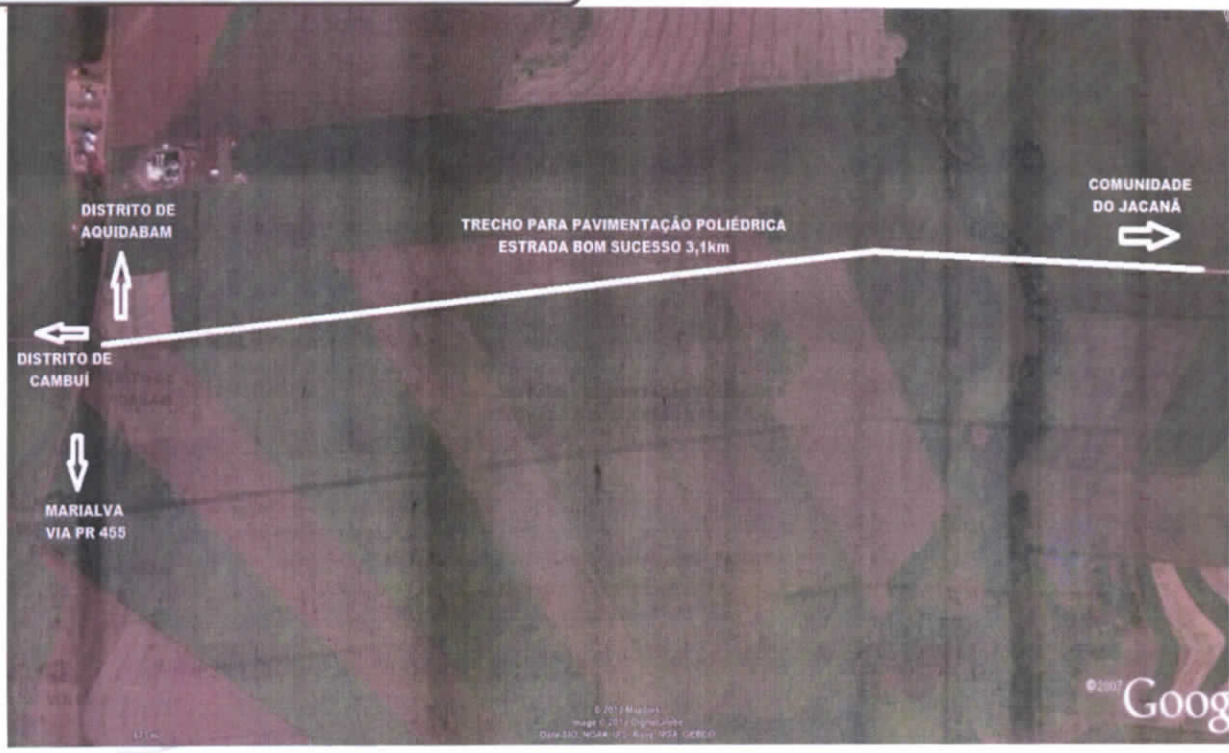 DISTRITO DE
AQUIDABAM
TRECHO PARA PAVIMENTAÇÃO POLIÉDRICA
ESTRADA BOM SUCESSO 3,1km
COMUNIDADE
DO JACANÃ
DISTRITO DE
CAMBUÍ
MARIALVA
VIA PR 455
©2007 Goog